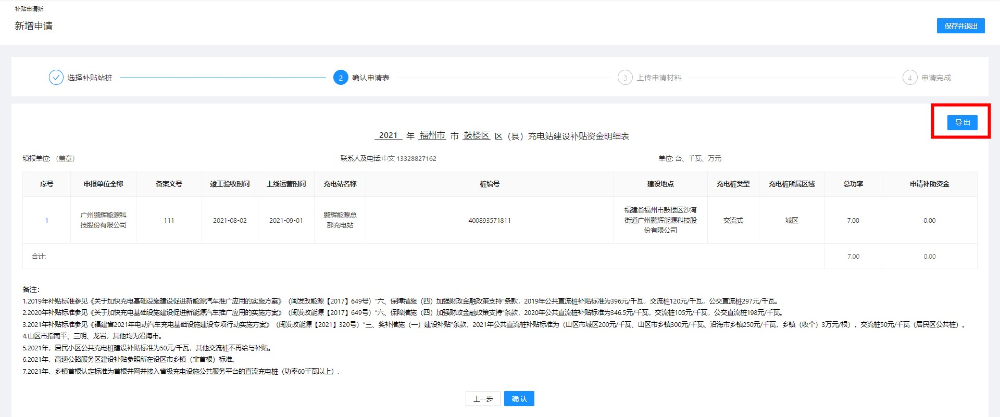 补贴申请新
新增申请
保存并退出
选择补贴站桩
2 确认申请表
3 上传申请材料
4 申请完成
导 出
2021 年 福州市 市 鼓楼区 区（县）充电站建设补贴资金明细表
填报单位: （盖章）
联系人及电话:中文 13328827162
单位: 台、千瓦、万元
序号 申报单位全称 备案文号 竣工验收时间 上线运营时间 充电站名称 桩编号 建设地点 充电桩类型 充电桩所属区域 总功率 申请补助资金
1
广州鹏辉能源科
技股份有限公司
111
2021-08-02
2021-09-01
鹏辉能源总
部充电站
400893571811
福建省福州市鼓楼区沙湾
街道广州鹏辉能源科技股
份有限公司
交流式
城区
7.00
0.00
合计: 7.00 0.00
备注：
1.2019年补贴标准参见《关于加快充电基础设施建设促进新能源汽车推广应用的实施方案》（闽发改能源【2017】649号）“六、保障措施（四）加强财政金融政策支持”条款，2019年公共直流桩补贴标准为396元/千瓦，交流桩120元/千瓦，公交直流桩297元/千瓦。
2.2020年补贴标准参见《关于加快充电基础设施建设促进新能源汽车推广应用的实施方案》（闽发改能源【2017】649号）“六、保障措施（四）加强财政金融政策支持”条款，2020年公共直流桩补贴标准为346.5元/千瓦，交流桩105元/千瓦，公交直流桩198元/千瓦。
3.2021年补贴标准参见《福建省2021年电动汽车充电基础设施建设专项行动实施方案》（闽发改能源【2021】320号）“三、奖补措施（一）建设补贴”条款，2021年公共直流桩补贴标准为（山区市城区200元/千瓦、山区市乡镇300元/千瓦、沿海市乡镇250元/千瓦，乡镇（收个）3万元/根），交流桩50元/千瓦（居民区公共桩）。
4.山区市指南平、三明、龙岩，其他均为沿海市。
5.2021年，居民小区公共充电桩建设补贴标准为50元/千瓦，其他交流桩不再给与补贴。
6.2021年，高速公路服务区建设补贴参照所在设区市乡镇（非首根）标准。
7.2021年，乡镇首根认定标准为首根并网并接入省级充电设施公共服务平台的直流充电桩（功率60千瓦以上）.
上一步
确 认